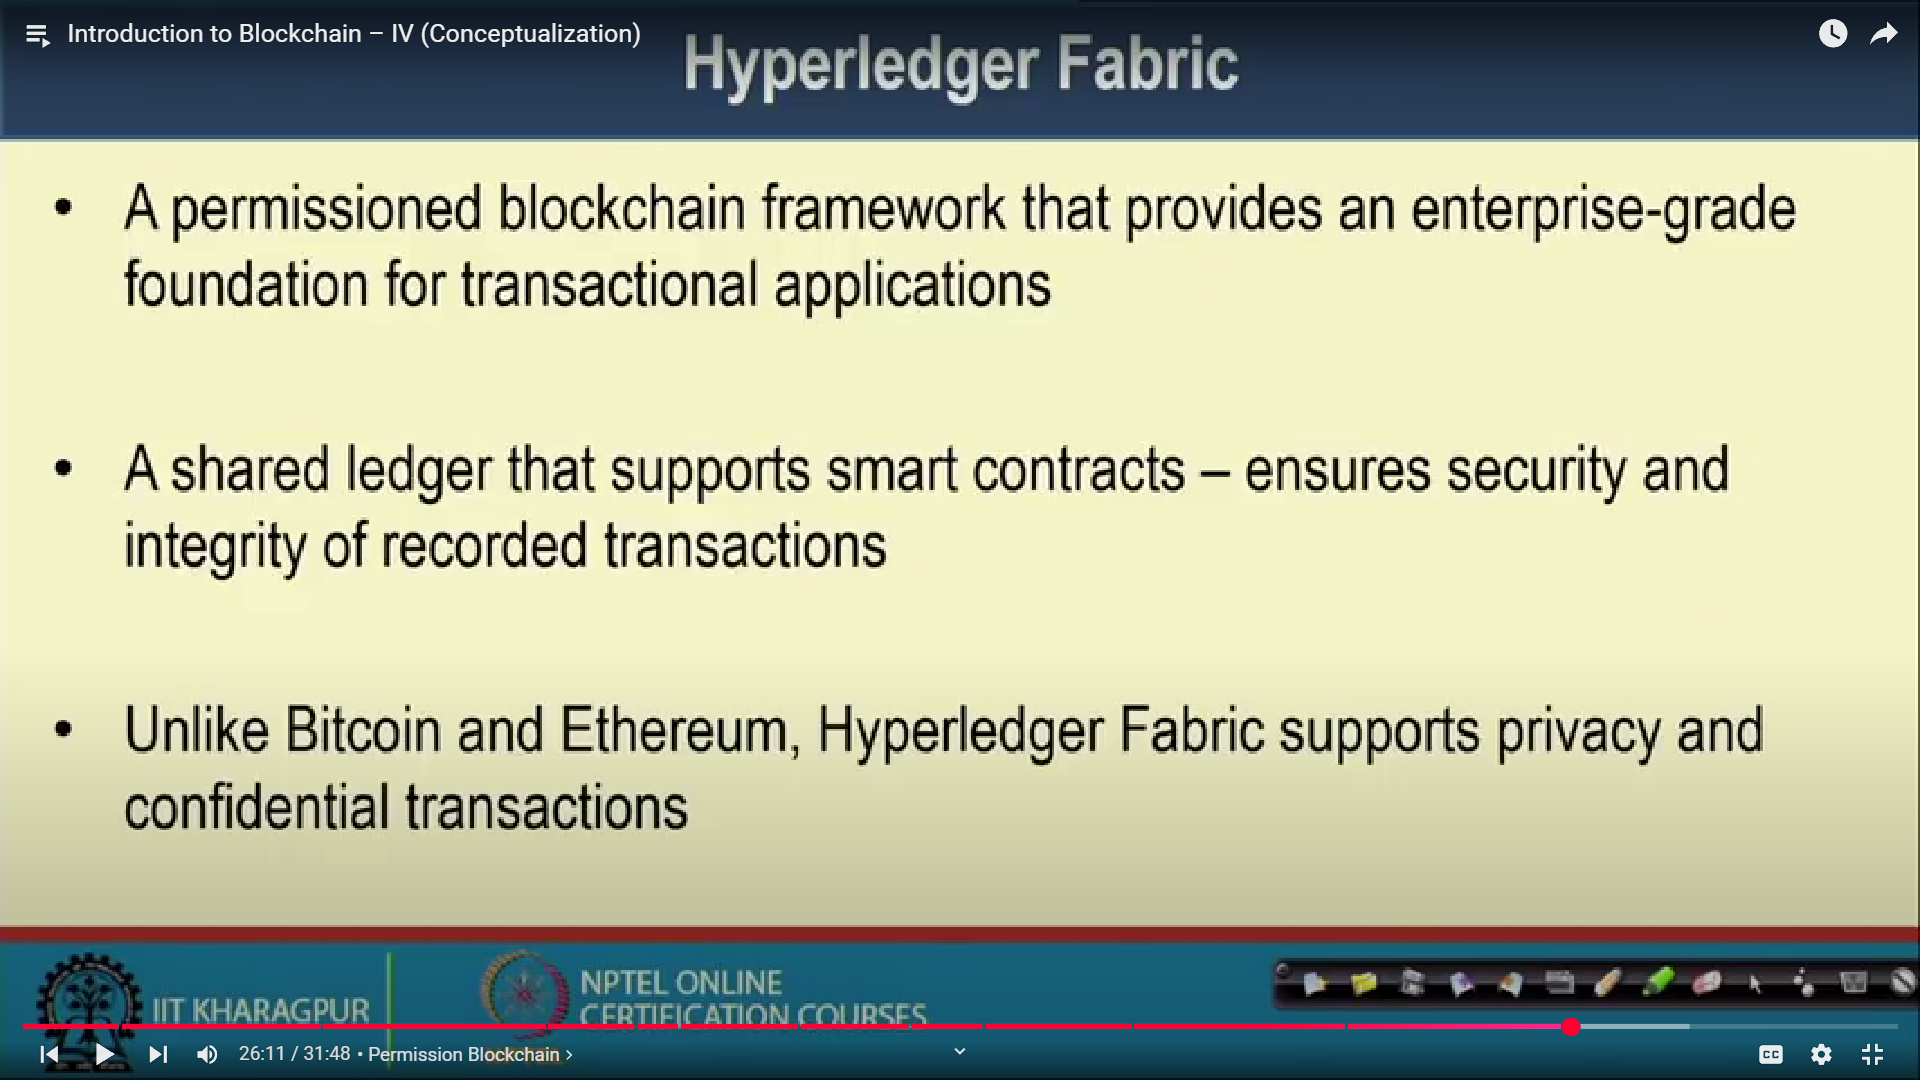 Introduction to Blockchain – IV (Conceptualization)
Hyperledger Fabric
• A permissioned blockchain framework that provides an enterprise-grade
foundation for transactional applications
• A shared ledger that supports smart contracts – ensures security and
integrity of recorded transactions
• Unlike Bitcoin and Ethereum, Hyperledger Fabric supports privacy and
confidential transactions
IIT KHARAGPUR
NPTEL ONLINE
CERTIFICATION COURSES
26:11 / 31:48 • Permission Blockchain ›
CC